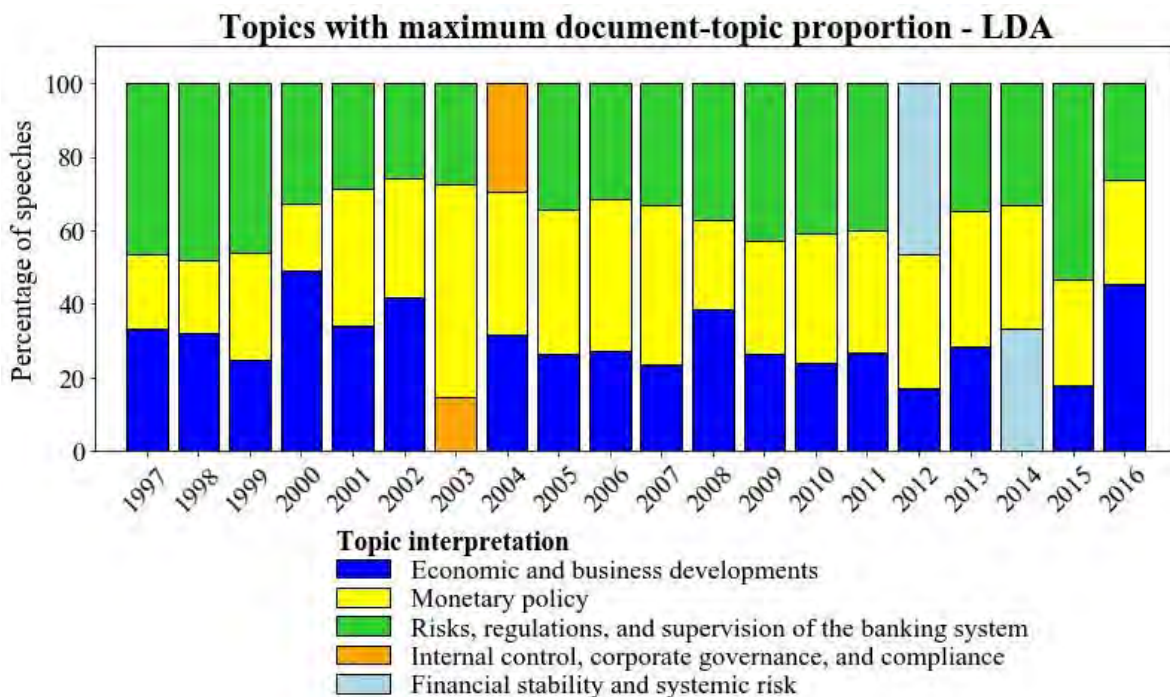 Topics with maximum document-topic proportion - LDA
Percentage of speeches
100
80
60
40
20
0
1997 1998 1999 2000 2001 2002 2003 2004 2005 2006 2007 2008 2009 2010 2011 2012 2013 2014 2015 2016
Topic interpretation
Economic and business developments
Monetary policy
Risks, regulations, and supervision of the banking system
Internal control, corporate governance, and compliance
Financial stability and systemic risk